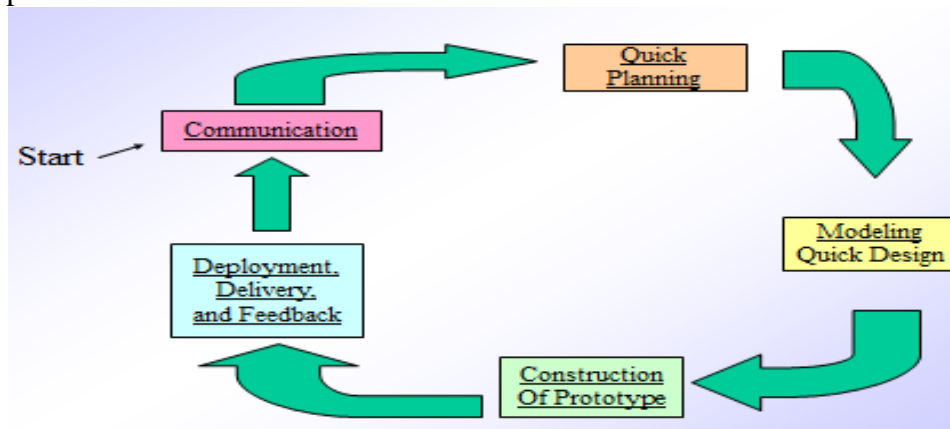 Quick
Planning
Communication
Start
Modeling
Quick Design
Deployment,
Delivery,
and Feedback
Construction
Of Prototype